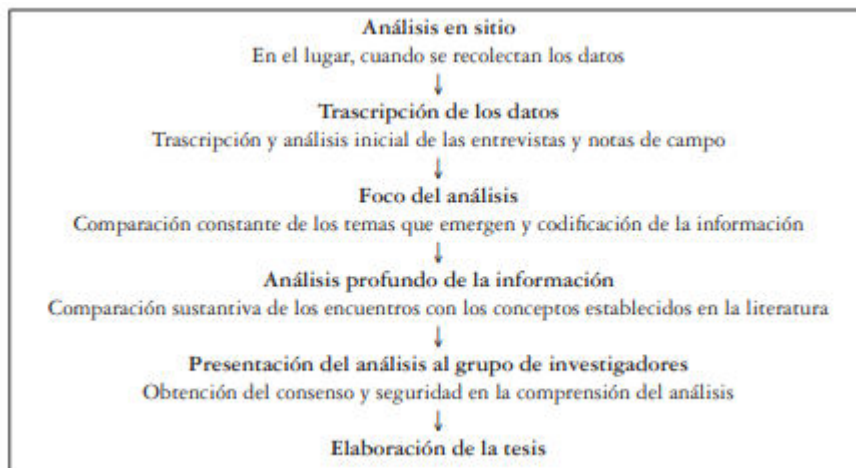 Análisis en sitio
En el lugar, cuando se recolectan los datos
↓
Trascripción de los datos
Trascripción y análisis inicial de las entrevistas y notas de campo
↓
Foco del análisis
Comparación constante de los temas que emergen y codificación de la información
↓
Análisis profundo de la información
Comparación sustantiva de los encuentros con los conceptos establecidos en la literatura
↓
Presentación del análisis al grupo de investigadores
Obtención del consenso y seguridad en la comprensión del análisis
↓
Elaboración de la tesis